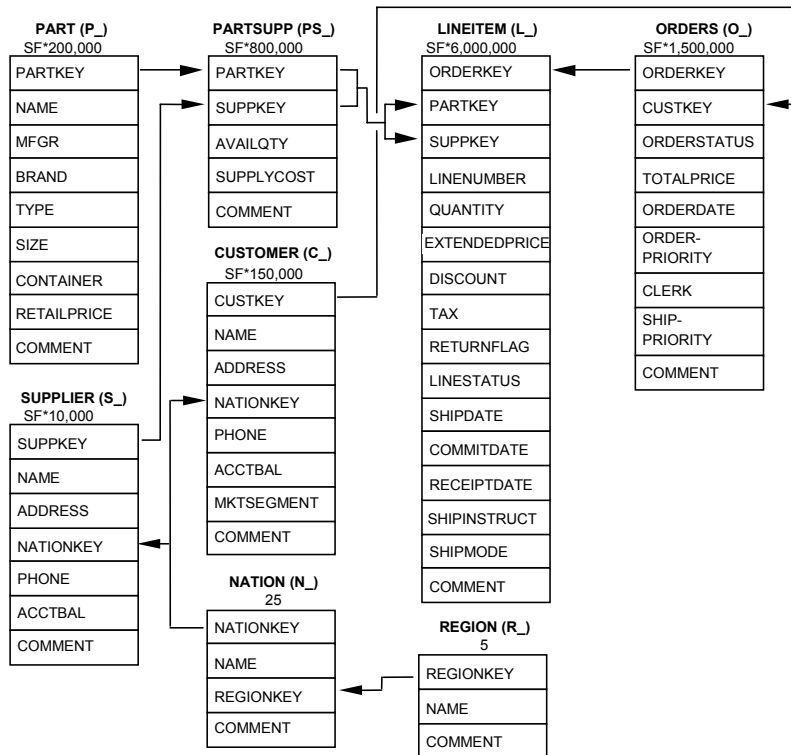 PART (P_)
SF*200,000
PARTKEY
NAME
MFGR
BRAND
TYPE
SIZE
CONTAINER
RETAILPRICE
COMMENT
SUPPLIER (S_)
SF*10,000
SUPPKEY
NAME
ADDRESS
NATIONKEY
PHONE
ACCTBAL
COMMENT
PARTSUPP (PS_)
SF*800,000
PARTKEY
SUPPKEY
AVAILQTY
SUPPLYCOST
COMMENT
CUSTOMER (C_)
SF*150,000
CUSTKEY
NAME
ADDRESS
NATIONKEY
PHONE
ACCTBAL
MKTSEGMENT
COMMENT
NATION (N_)
25
NATIONKEY
NAME
REGIONKEY
COMMENT
LINEITEM (L_)
SF*6,000,000
ORDERKEY
PARTKEY
SUPPKEY
LINENUMBER
QUANTITY
EXTENDEDPRICE
DISCOUNT
TAX
RETURNFLAG
LINESTATUS
SHIPDATE
COMMITDATE
RECEIPTDATE
SHIPINSTRUCT
SHIPMODE
COMMENT
REGION (R_)
5
REGIONKEY
NAME
COMMENT
ORDERS (O_)
SF*1,500,000
ORDERKEY
CUSTKEY
ORDERSTATUS
TOTALPRICE
ORDERDATE
ORDER-
PRIORITY
CLERK
SHIP-
PRIORITY
COMMENT